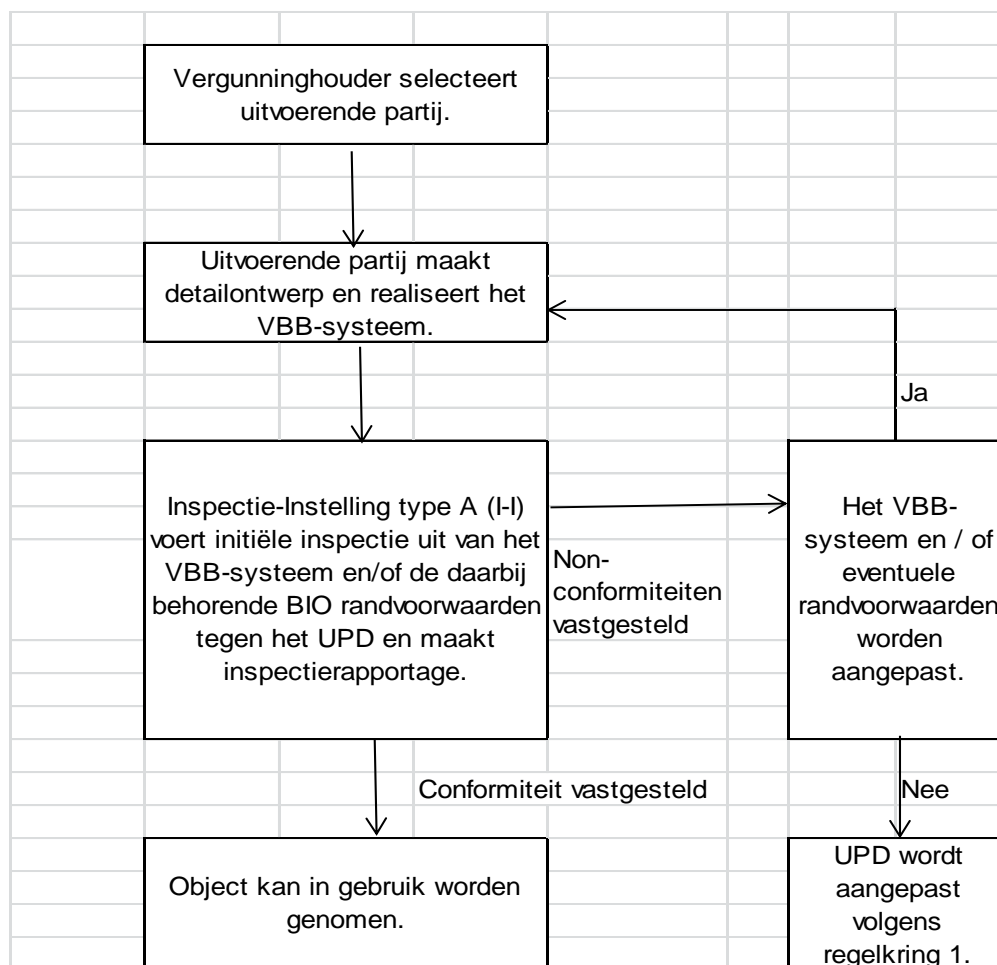 Vergunninghouder selecteert
uitvoerende partij.
Uitvoerende partij maakt
detailontwerp en realiseert het
VBB-systeem.
Ja
Inspectie-Instelling type A (I-I)
voert initiële inspectie uit van het
VBB-systeem en/of de daarbij
behorende BIO randvoorwaarden
tegen het UPD en maakt
inspectierapportage.
Non-
conformiteiten
vastgesteld
Het VBB-
systeem en / of
eventuele
randvoorwaarden
worden
aangepast.
Conformiteit vastgesteld
Nee
Object kan in gebruik worden
genomen.
UPD wordt
aangepast
volgens
regelkring 1.